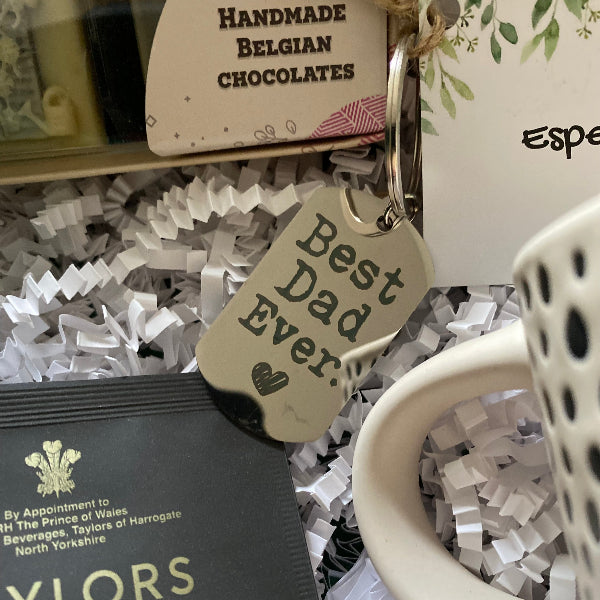 HANDMADE
BELGIAN
CHOCOLATES
Espe
Best
Dad
Ever.
By Appointment to
RH The Prince of Wales
Beverages, Taylors of Harrogate
North Yorkshire
YLORS